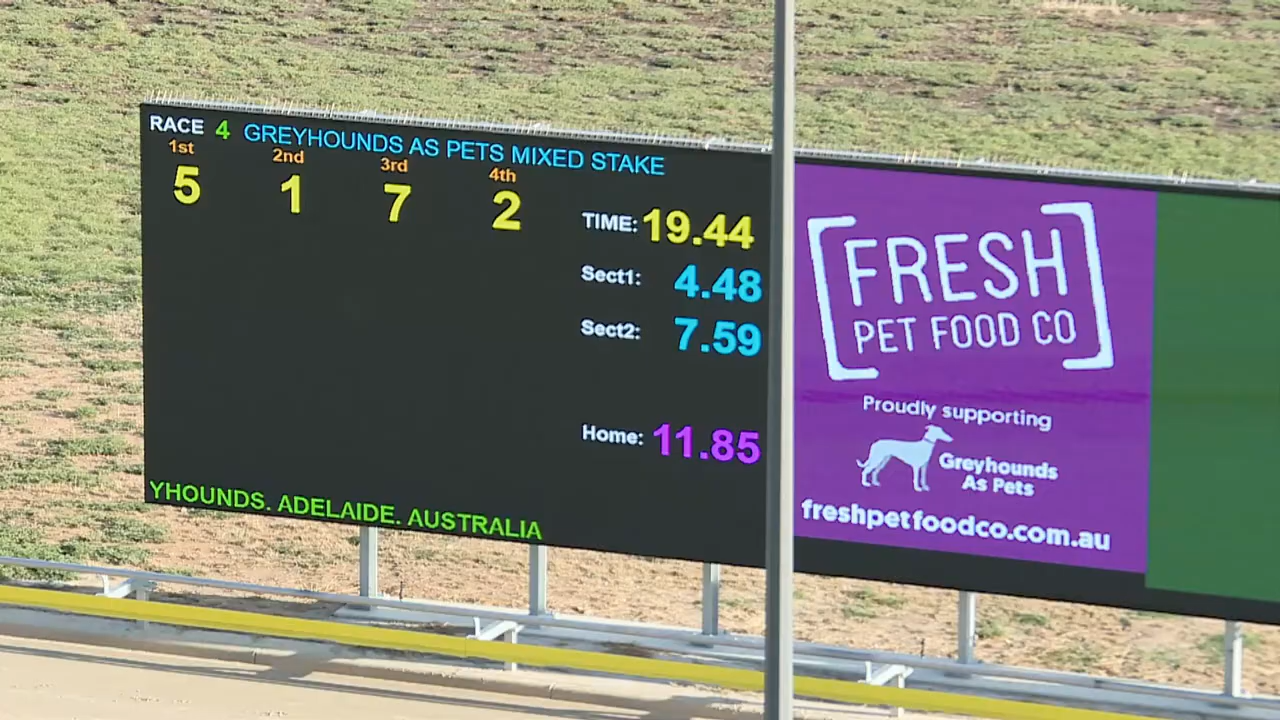 RACE 4 GREYHOUNDS AS PETS MIXED STAKE
1st 2nd 3rd 4th
5 1 7 2
TIME: 19.44
Sect1: 4.48
Sect2: 7.59
Home: 11.85
YHOUNDS. ADELAIDE. AUSTRALIA
FRESH
PET FOOD CO
Proudly supporting
Greyhounds
As Pets
freshpetfoodco.com.au